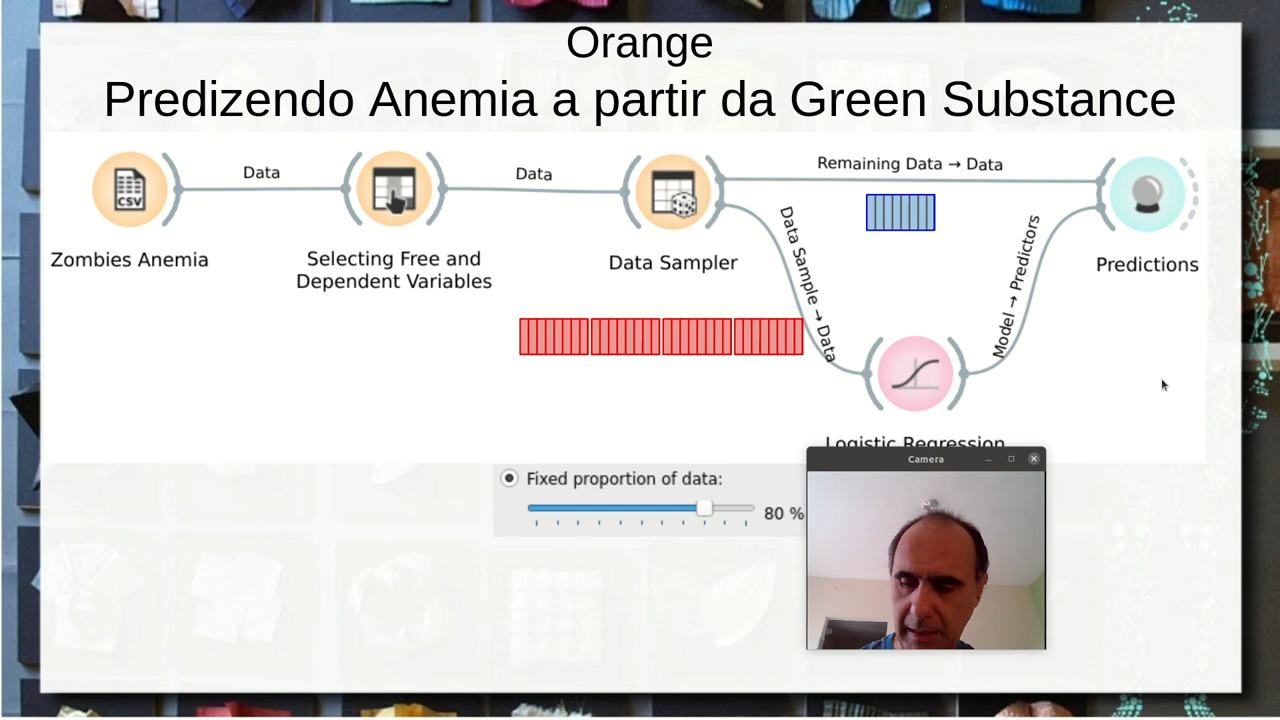 Orange
Predizendo Anemia a partir da Green Substance
Data
Data
Remaining Data → Data
CSV
Data Sample → Data
Model → Predictors
Zombies Anemia
Selecting Free and
Dependent Variables
Data Sampler
Predictions
Logistic Regression
Camera
Fixed proportion of data:
80 %